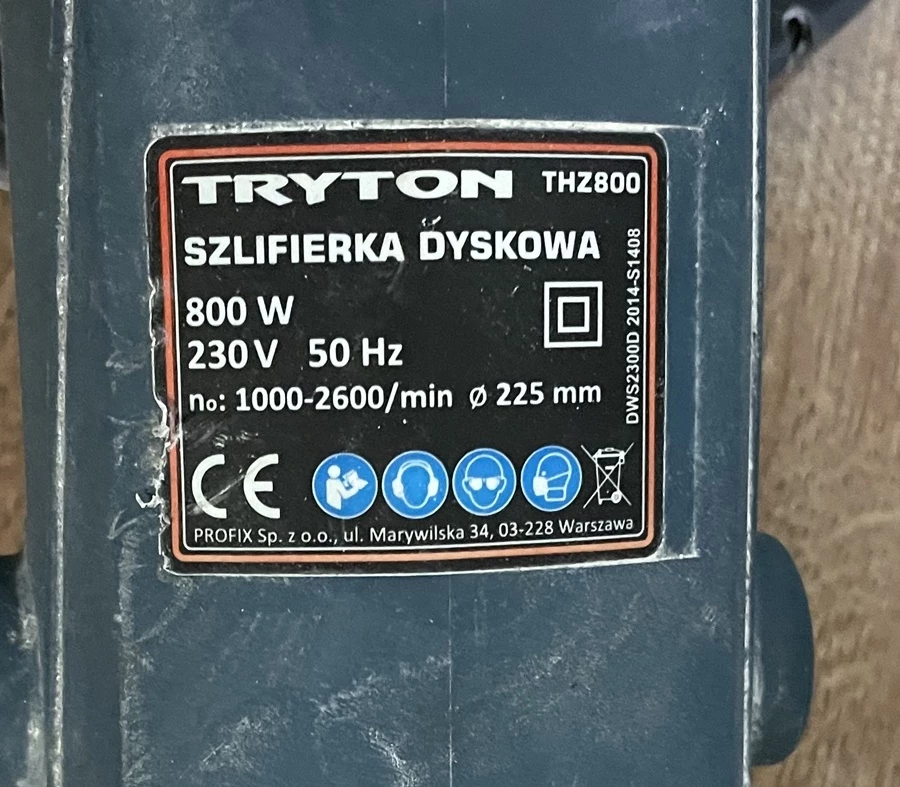 TRYTON THZ800
SZLIFIERKA DYSKOWA
800 W
230 V 50 Hz
no: 1000-2600/min ø 225 mm
DWS2300D 2014-S1408
CE
PROFIX Sp. z o.o., ul. Marywilska 34, 03-228 Warszawa